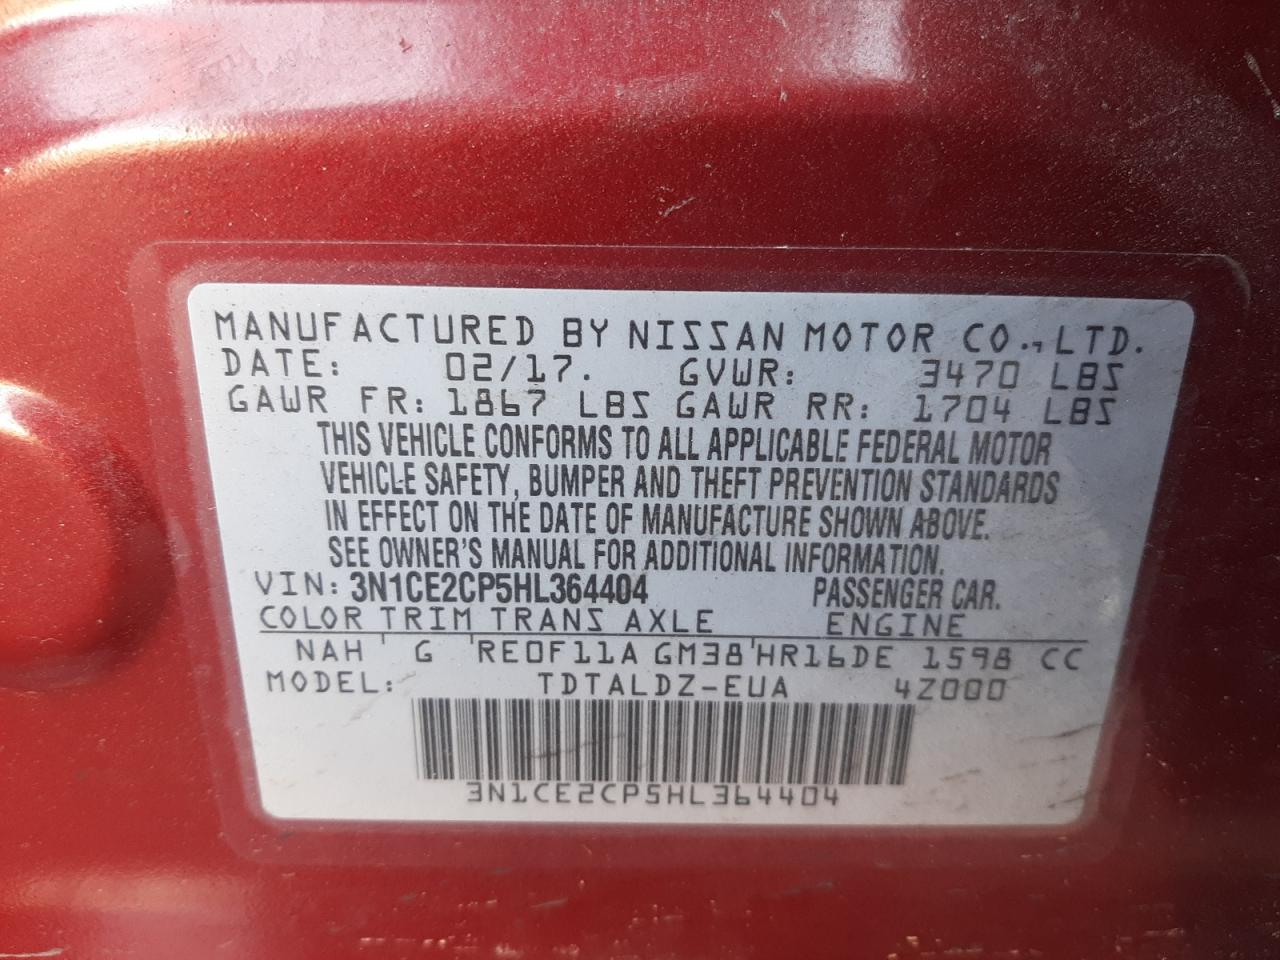 MANUFACTURED BY NISSAN MOTOR CO., LTD.
DATE: 02/17. GVWR: 3470 LBS
GAWR FR: 1867 LBS GAWR RR: 1704 LBS
THIS VEHICLE CONFORMS TO ALL APPLICABLE FEDERAL MOTOR
VEHICLE SAFETY, BUMPER AND THEFT PREVENTION STANDARDS
IN EFFECT ON THE DATE OF MANUFACTURE SHOWN ABOVE.
SEE OWNER'S MANUAL FOR ADDITIONAL INFORMATION.
VIN: 3N1CE2CP5HL364404 PASSENGER CAR.
COLOR TRIM TRANS AXLE ENGINE
NAH G RE0F11A GM38 HR16DE 1598 CC
MODEL: TDTALDZ-EUA 4Z000
3N1CE2CP5HL364404